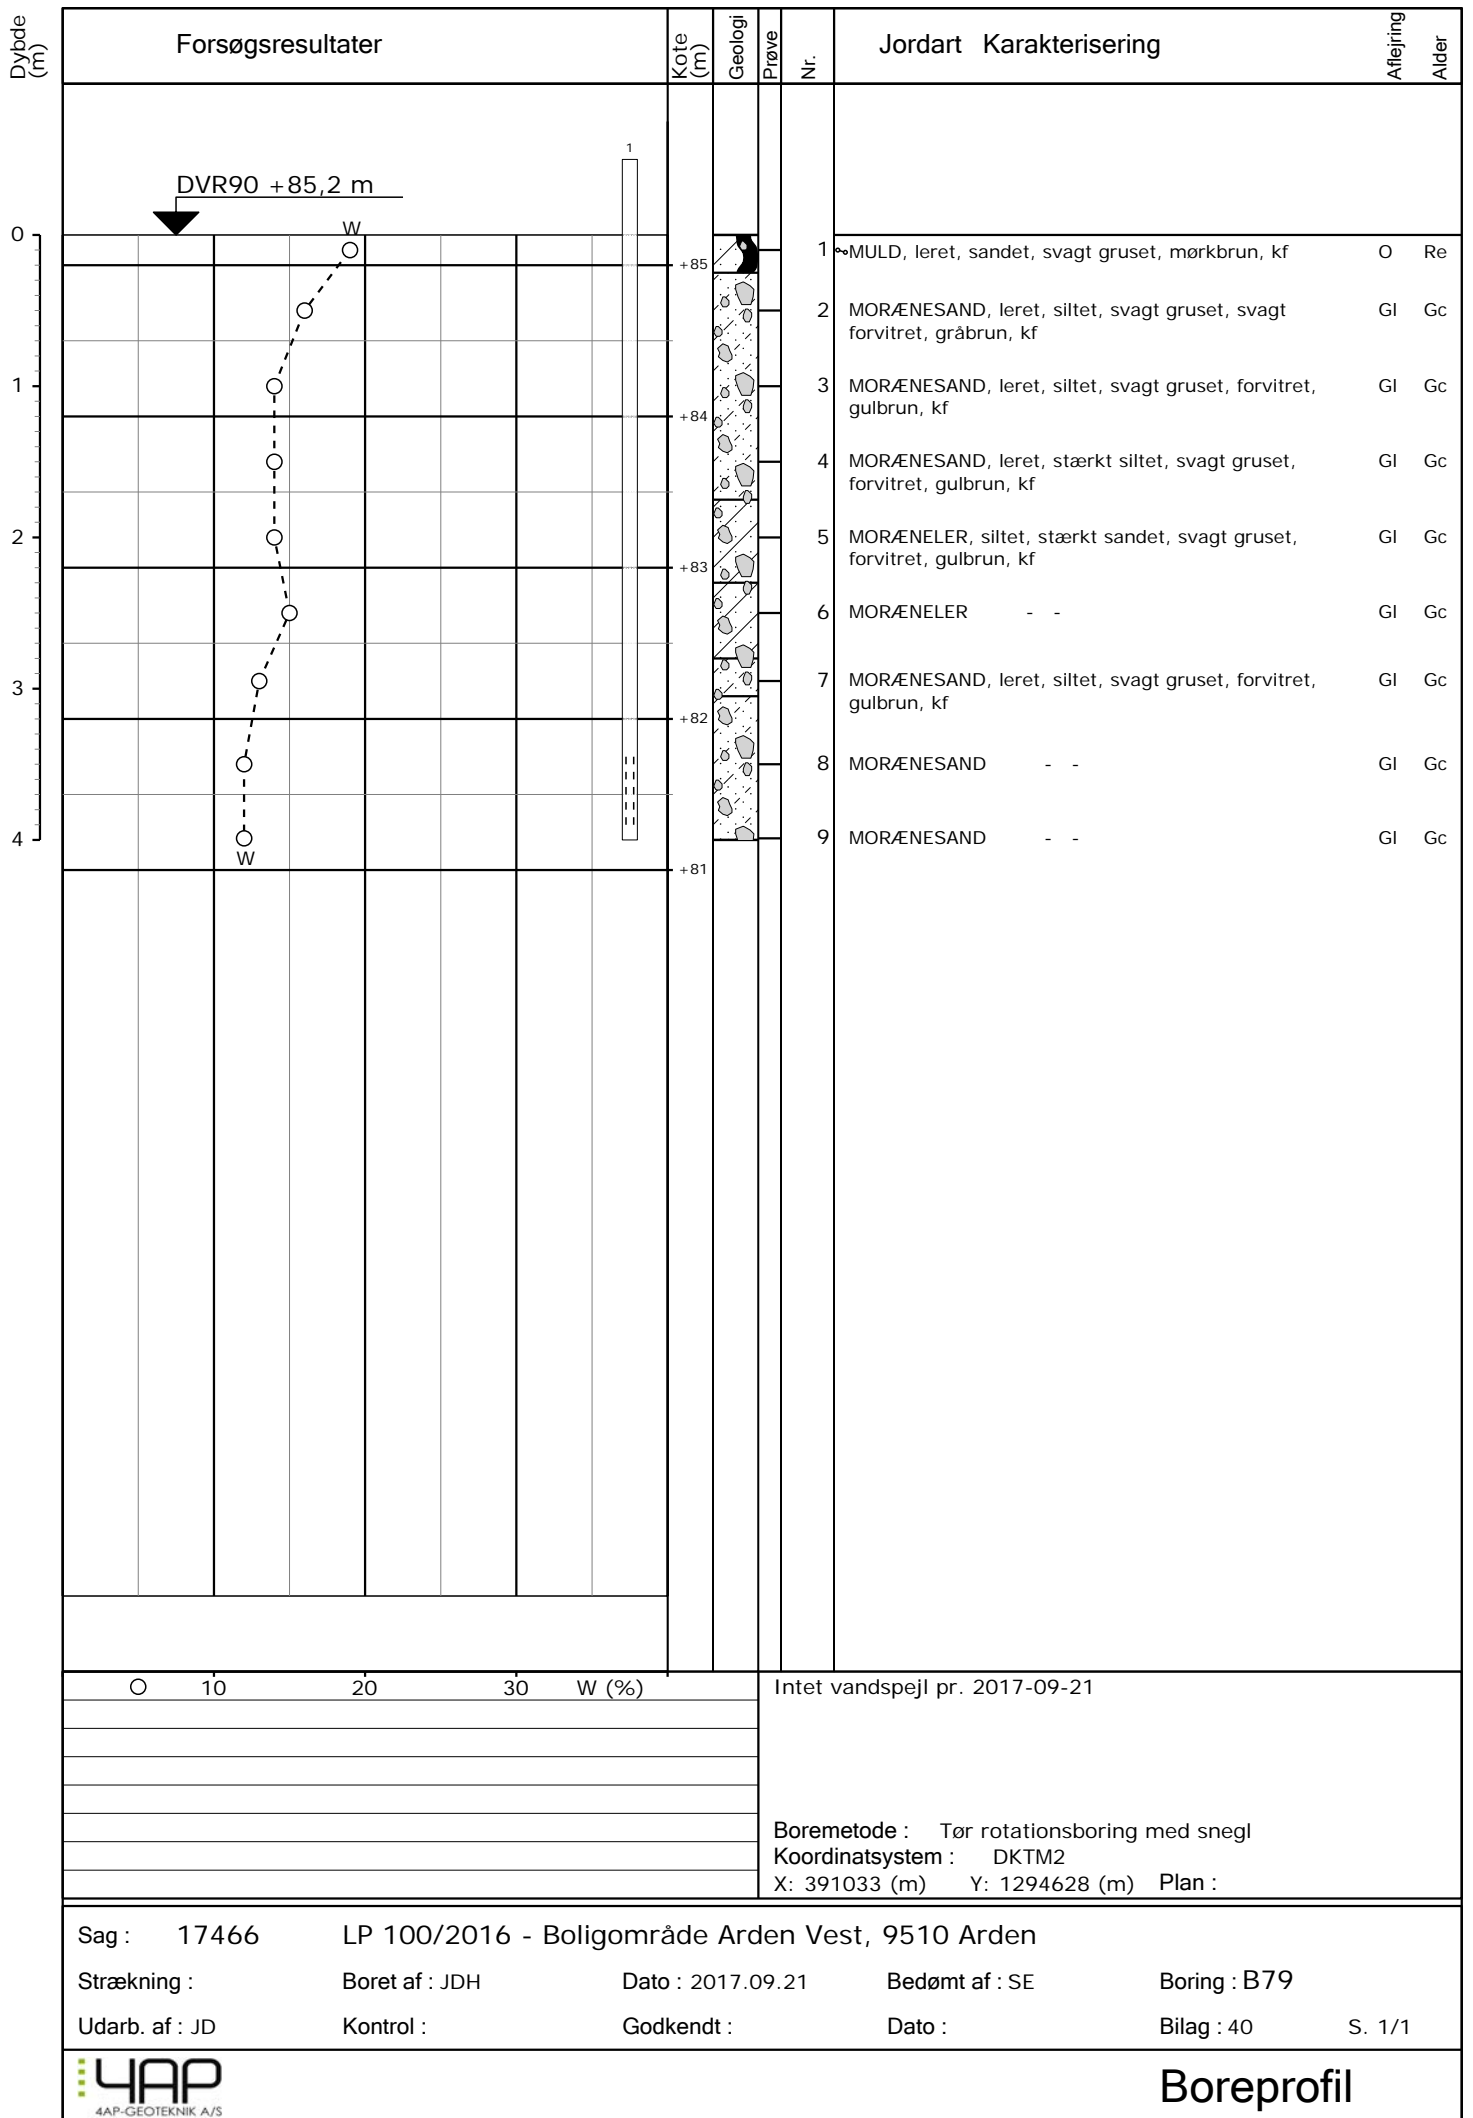 Dybde (m)
Forsøgsresultater
Kote (m)
Geologi
Prøve
Nr.
Jordart Karakterisering
Aflejring
Alder
1
DVR90 +85,2 m
W
0
+85
1 MULD, leret, sandet, svagt gruset, mørkbrun, kf O Re
2 MORÆNESAND, leret, siltet, svagt gruset, svagt Gl Gc
forvitret, gråbrun, kf
1
3 MORÆNESAND, leret, siltet, svagt gruset, forvitret, Gl Gc
gulbrun, kf
+84
4 MORÆNESAND, leret, stærkt siltet, svagt gruset, Gl Gc
forvitret, gulbrun, kf
2
5 MORÆNELER, siltet, stærkt sandet, svagt gruset, Gl Gc
forvitret, gulbrun, kf
+83
6 MORÆNELER - - Gl Gc
3
7 MORÆNESAND, leret, siltet, svagt gruset, forvitret, Gl Gc
gulbrun, kf
+82
8 MORÆNESAND - - Gl Gc
4
9 MORÆNESAND - - Gl Gc
W
+81
10 20 30 W (%)
Intet vandspejl pr. 2017-09-21
Boremetode : Tør rotationsboring med snegl
Koordinatsystem : DKTM2
X: 391033 (m) Y: 1294628 (m) Plan :
Sag : 17466 LP 100/2016 - Boligområde Arden Vest, 9510 Arden
Strækning : Boret af : JDH Dato : 2017.09.21 Bedømt af : SE Boring : B79
Udarb. af : JD Kontrol : Godkendt : Dato : Bilag : 40 S. 1/1
4AP
4AP-GEOTEKNIK A/S
Boreprofil